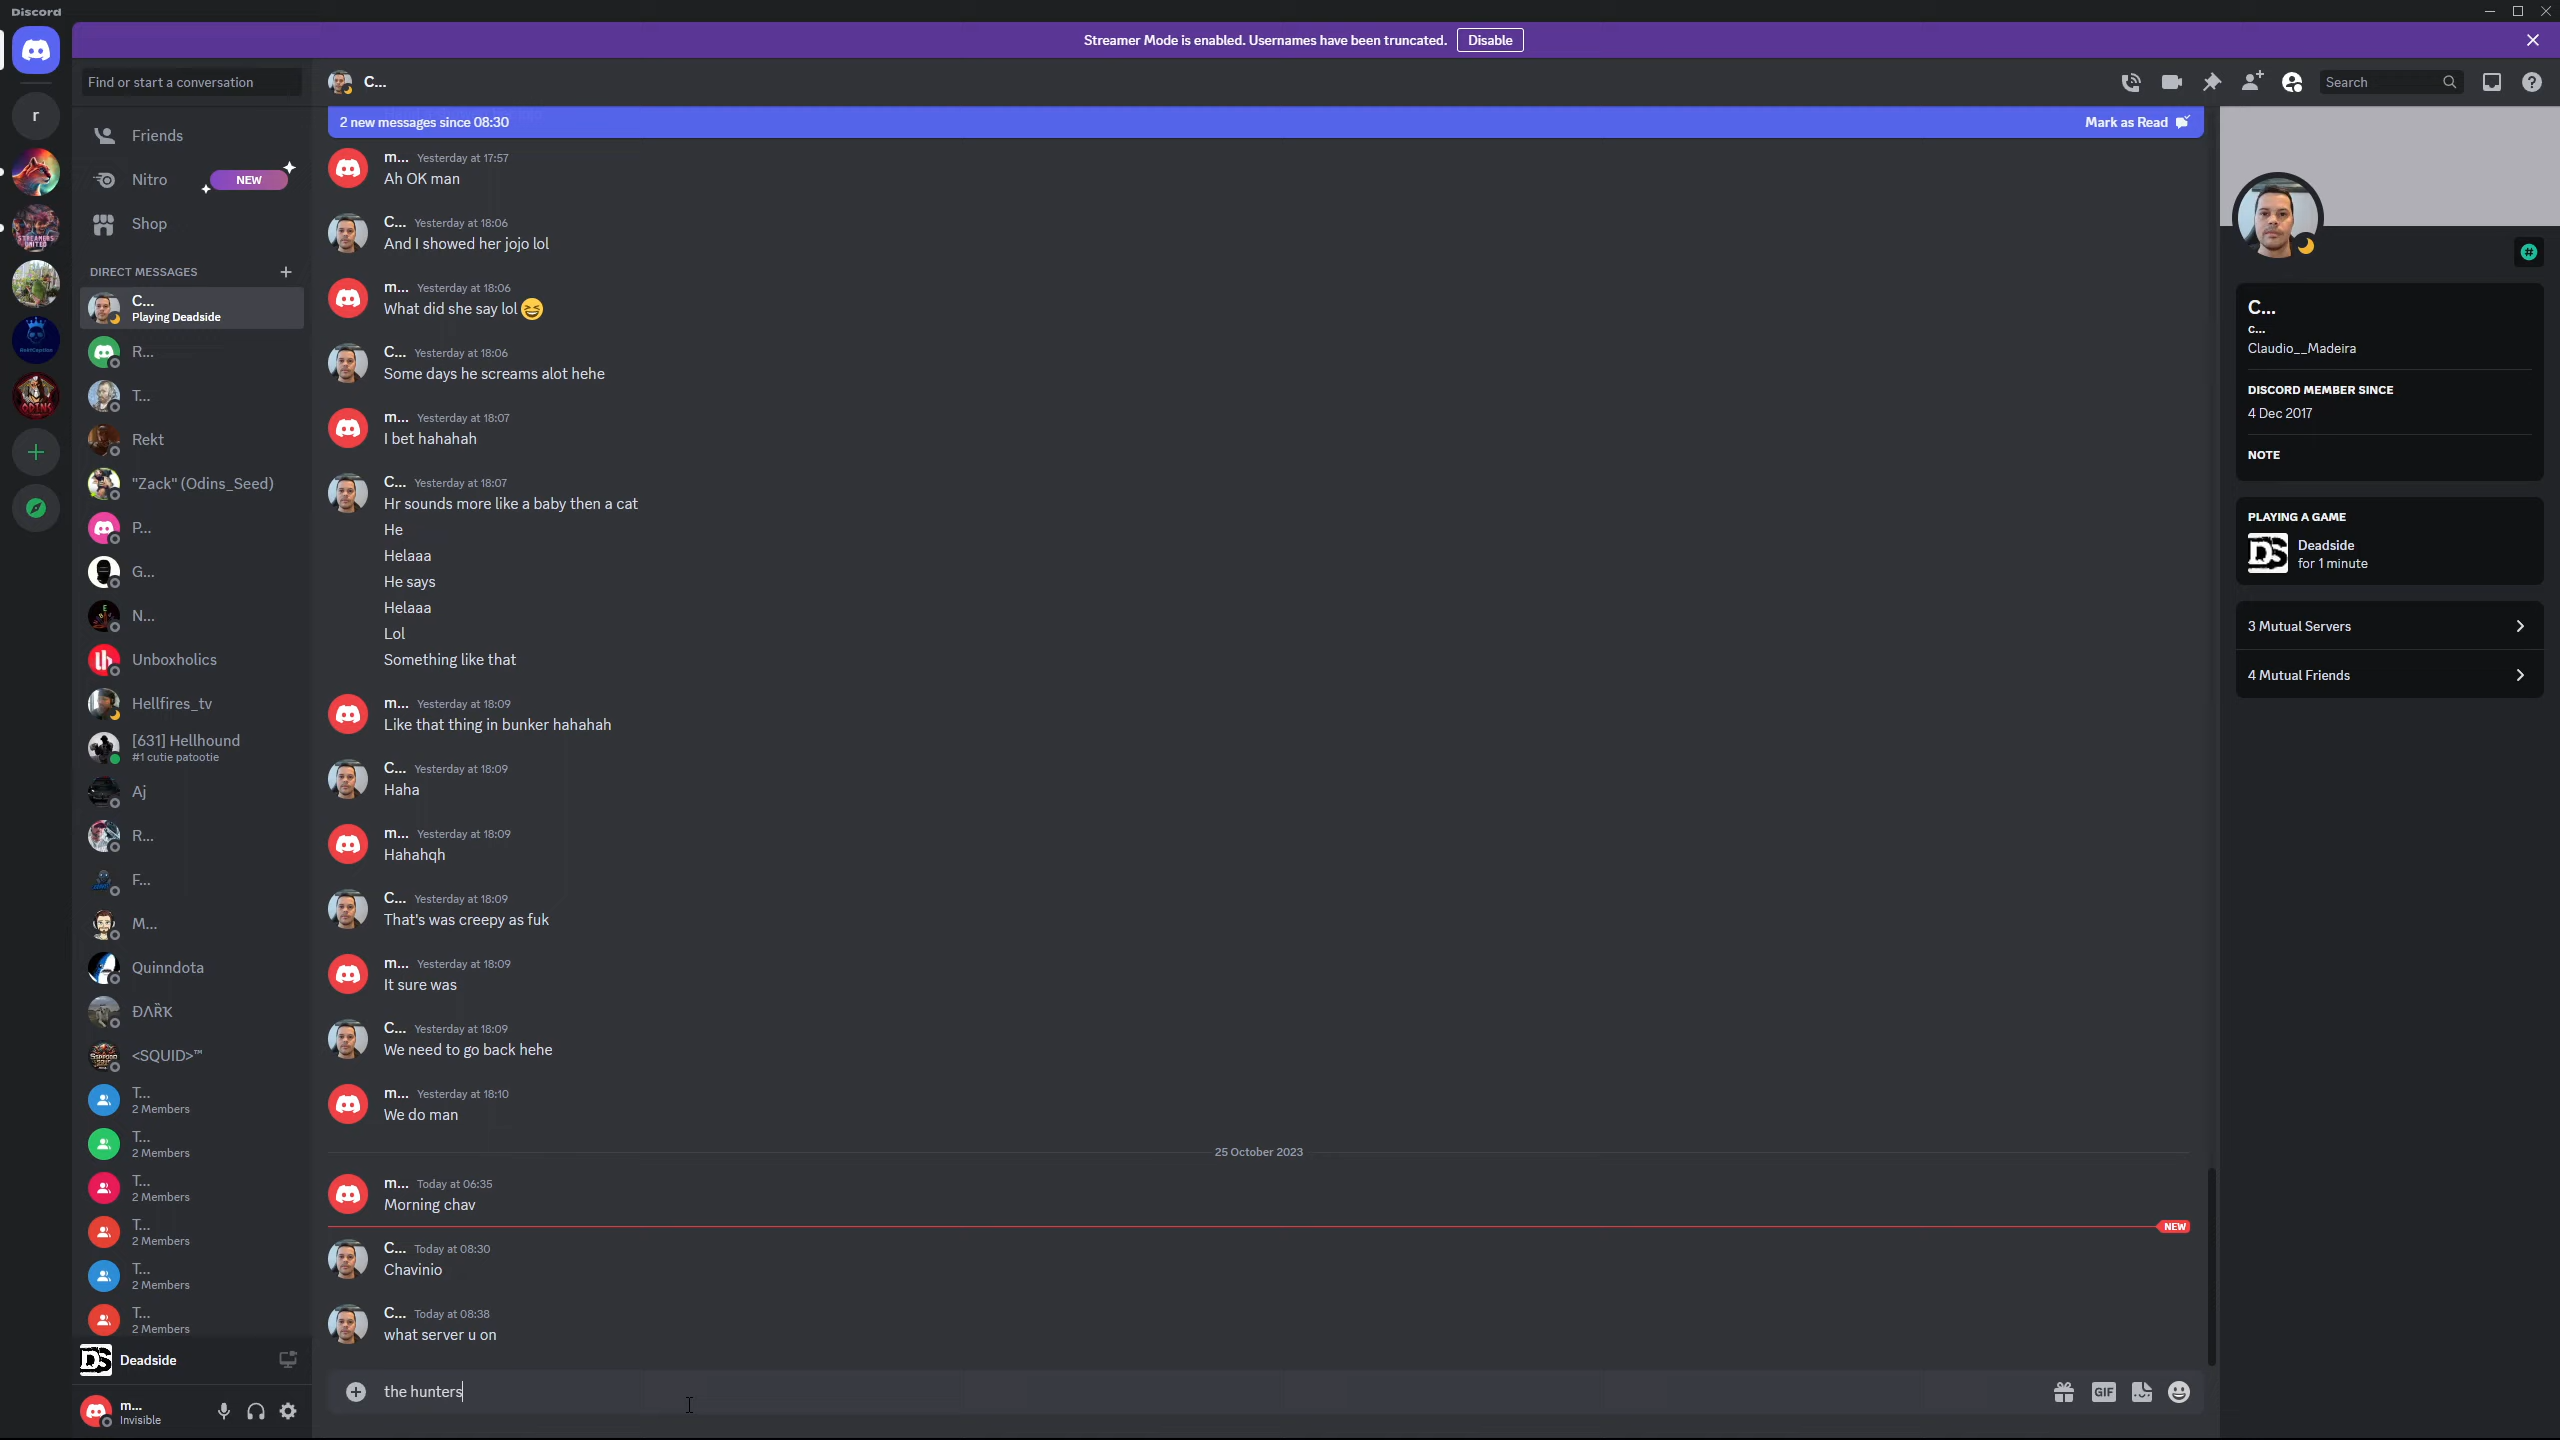 Discord
Streamer Mode is enabled. Usernames have been truncated. Disable
Find or start a conversation
C...
Search
r
Friends
Nitro NEW
Shop
DIRECT MESSAGES
C...
Playing Deadside
R...
T...
Rekt
"Zack" (Odins_Seed)
P...
G...
N...
Unboxholics
Hellfires_tv
[631] Hellhound
#1 cutie patootie
Aj
R...
F...
M...
Quinndota
ÐΛȐҠ
<SQUID>™
T...
2 Members
T...
2 Members
T...
2 Members
T...
2 Members
T...
2 Members
T...
2 Members
DS Deadside
m...
Invisible
2 new messages since 08:30 Mark as Read
m... Yesterday at 17:57
Ah OK man
C... Yesterday at 18:06
And I showed her jojo lol
m... Yesterday at 18:06
What did she say lol 😆
C... Yesterday at 18:06
Some days he screams alot hehe
m... Yesterday at 18:07
I bet hahahah
C... Yesterday at 18:07
Hr sounds more like a baby then a cat
He
Helaaa
He says
Helaaa
Lol
Something like that
m... Yesterday at 18:09
Like that thing in bunker hahahah
C... Yesterday at 18:09
Haha
m... Yesterday at 18:09
Hahahqh
C... Yesterday at 18:09
That's was creepy as fuk
m... Yesterday at 18:09
It sure was
C... Yesterday at 18:09
We need to go back hehe
m... Yesterday at 18:10
We do man
25 October 2023
m... Today at 06:35
Morning chav
NEW
C... Today at 08:30
Chavinio
C... Today at 08:38
what server u on
the hunters
GIF
C...
c...
Claudio__Madeira
DISCORD MEMBER SINCE
4 Dec 2017
NOTE
PLAYING A GAME
DS Deadside
for 1 minute
3 Mutual Servers
4 Mutual Friends